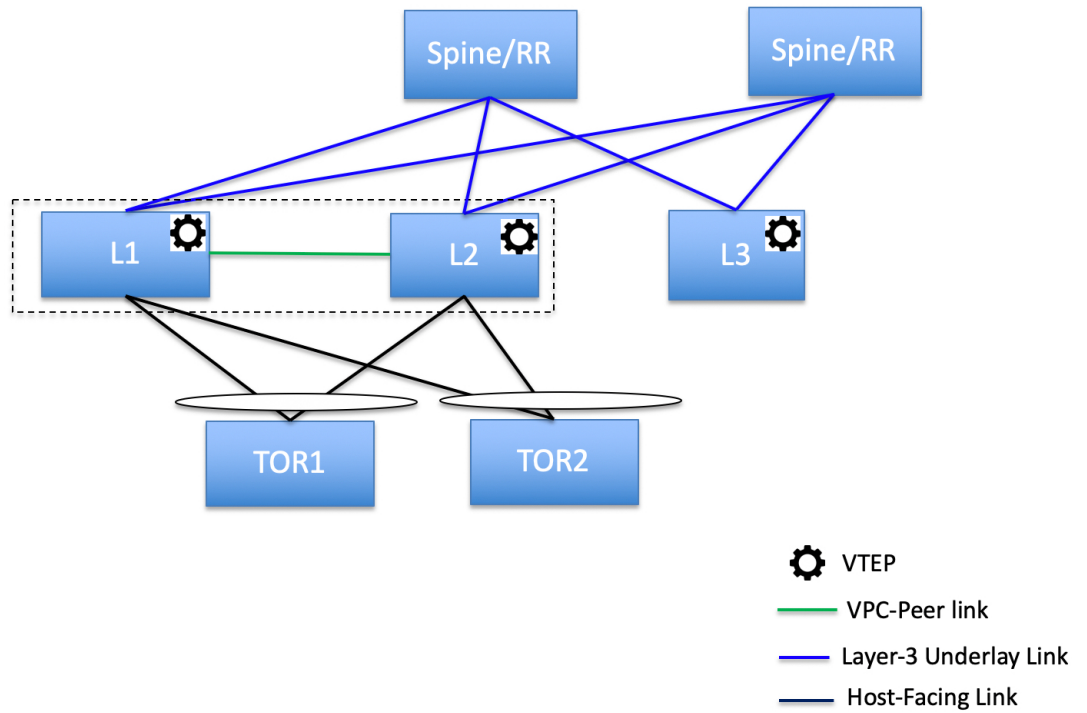 Spine/RR
Spine/RR
L1
L2
L3
TOR1
TOR2
VTEP
VPC-Peer link
Layer-3 Underlay Link
Host-Facing Link